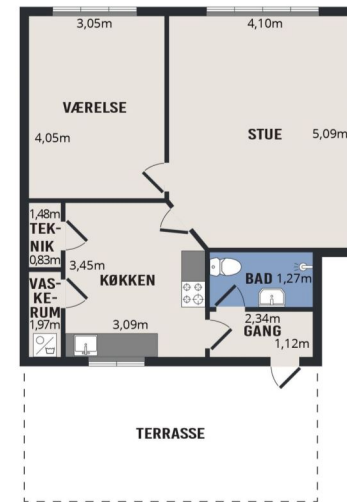 3,05m
4,10m
VÆRELSE
4,05m
STUE
5,09m
1,48m
TEK-
NIK
0,83m
3,45m
KØKKEN
BAD
1,27m
VAS-
KE-
RUM
1,97m
3,09m
2,34m
GANG
1,12m
TERRASSE